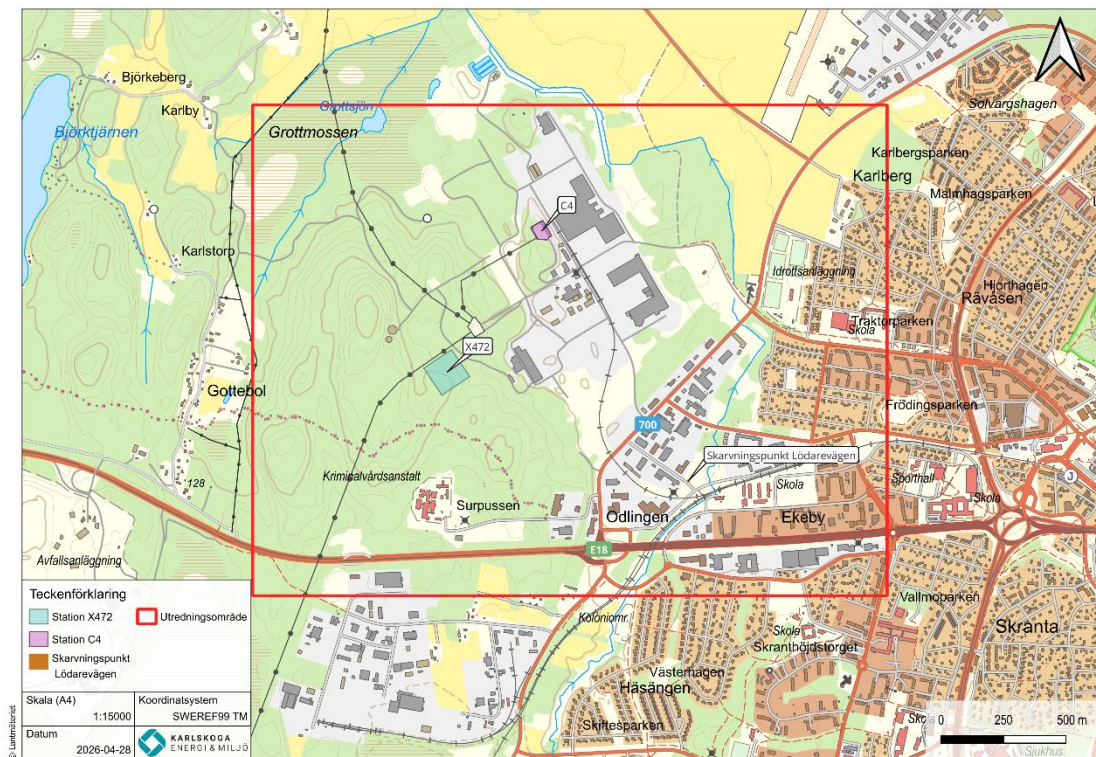 Björkeberg
Karlby
Björktjärnen
Grottsjön
Grottmossen
Solvargshagen
Karlbergsparken
Karlberg
Malmhagsparken
C4
Karlstorp
Idrottsanläggning
Hjorthagen
Rävåsen
Traktorparken
Skola
X472
Gottebol
Frödingsparken
700
Skarvningspunkt Lödarevägen
Kriminalvårdsanstalt
128
Skola
Sporthall
Skola
J
Surpussen
Odlingen
Ekeby
E18
Avfallsanläggning
Vallmoparken
Koloniomr.
Skola
Skranta
Skranthöjdstorget
Västerhagen
Häsängen
Skiftesparken
Skola
Sjukhus
Teckenförklaring
Station X472
Utredningsområde
Station C4
Skarvningspunkt
Lödarevägen
Skala (A4)
1:15000
Koordinatsystem
SWEREF99 TM
Datum
2026-04-28
KARLSKOGA
ENERGI & MILJÖ
© Lantmäteriet
0 250 500 m